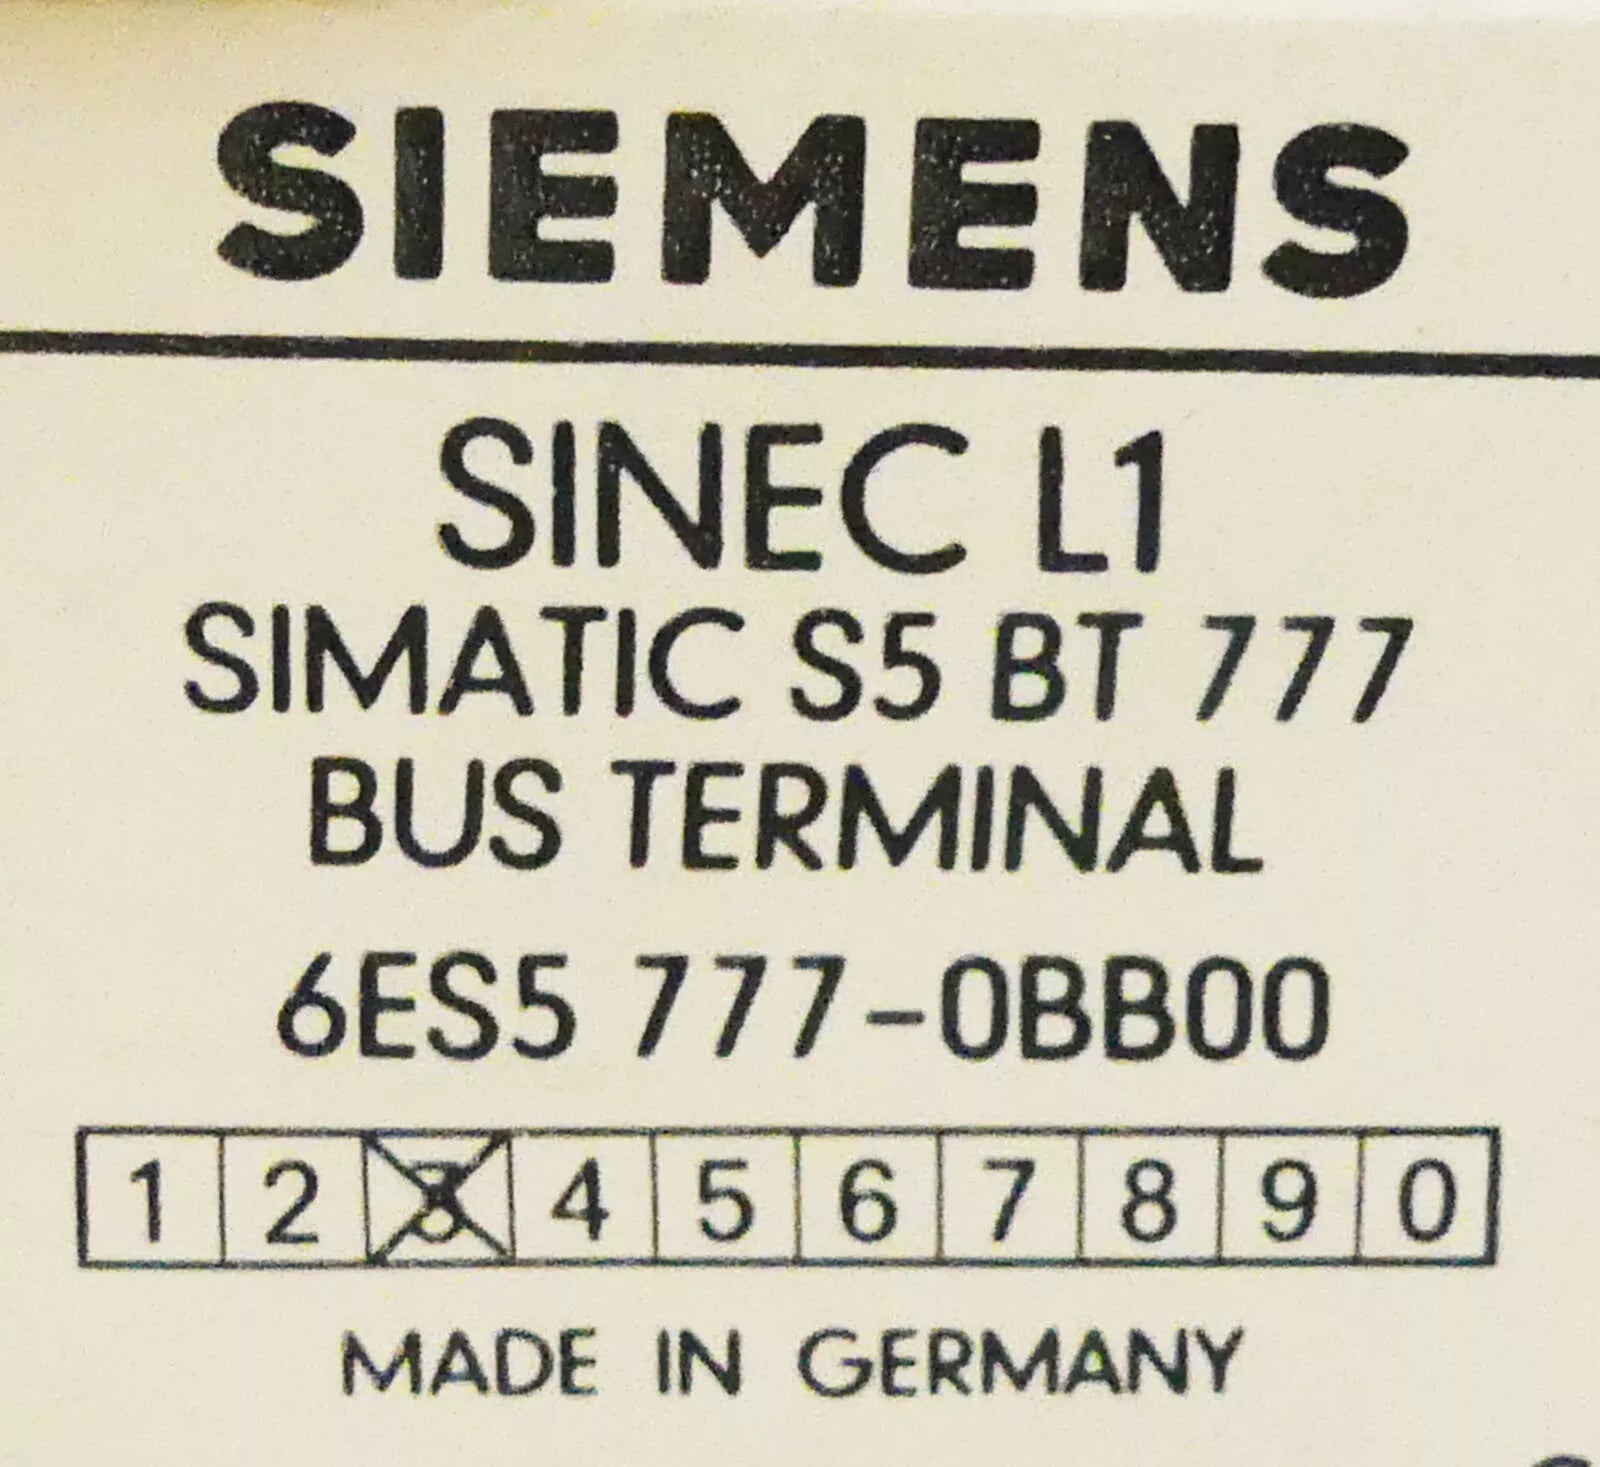 SIEMENS
SINEC L1
SIMATIC S5 BT 777
BUS TERMINAL
6ES5 777-0BB00
1 2 3 4 5 6 7 8 9 0
MADE IN GERMANY